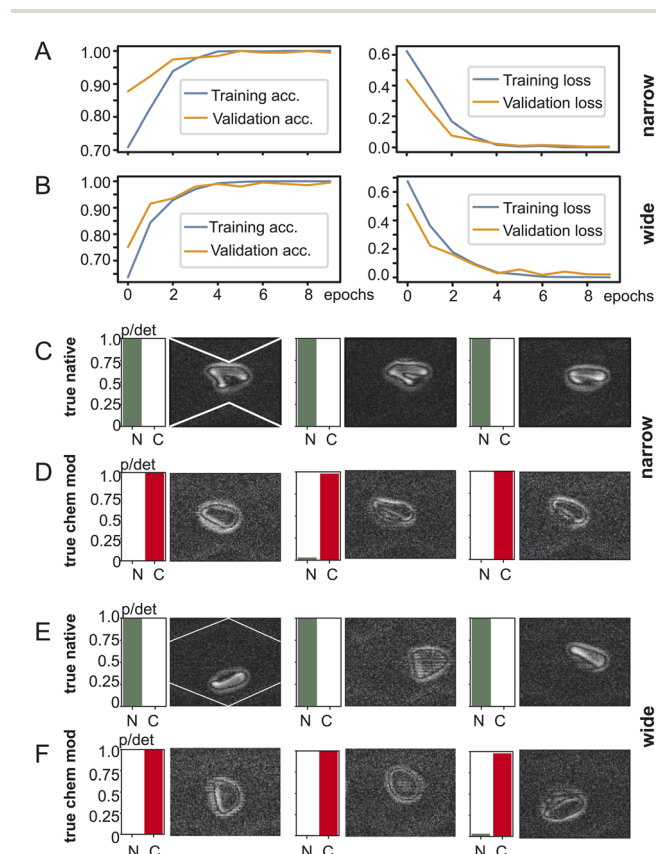 A
1.00
0.90
0.80
0.70
Training acc.
Validation acc.
0.6
0.4
0.2
0.0
Training loss
Validation loss
narrow
B
1.00
0.90
0.80
0.70
0 2 4 6 8 epochs
Training acc.
Validation acc.
0.6
0.4
0.2
0.0
0 2 4 6 8 epochs
Training loss
Validation loss
wide
C
true native
p/det
1.0
0.75
0.5
0.25
0
N C
N C
N C
narrow
D
true chem mod
p/det
1.0
0.75
0.5
0.25
0
N C
N C
N C
E
true native
p/det
1.0
0.75
0.5
0.25
0
N C
N C
N C
wide
F
true chem mod
p/det
1.0
0.75
0.5
0.25
0
N C
N C
N C